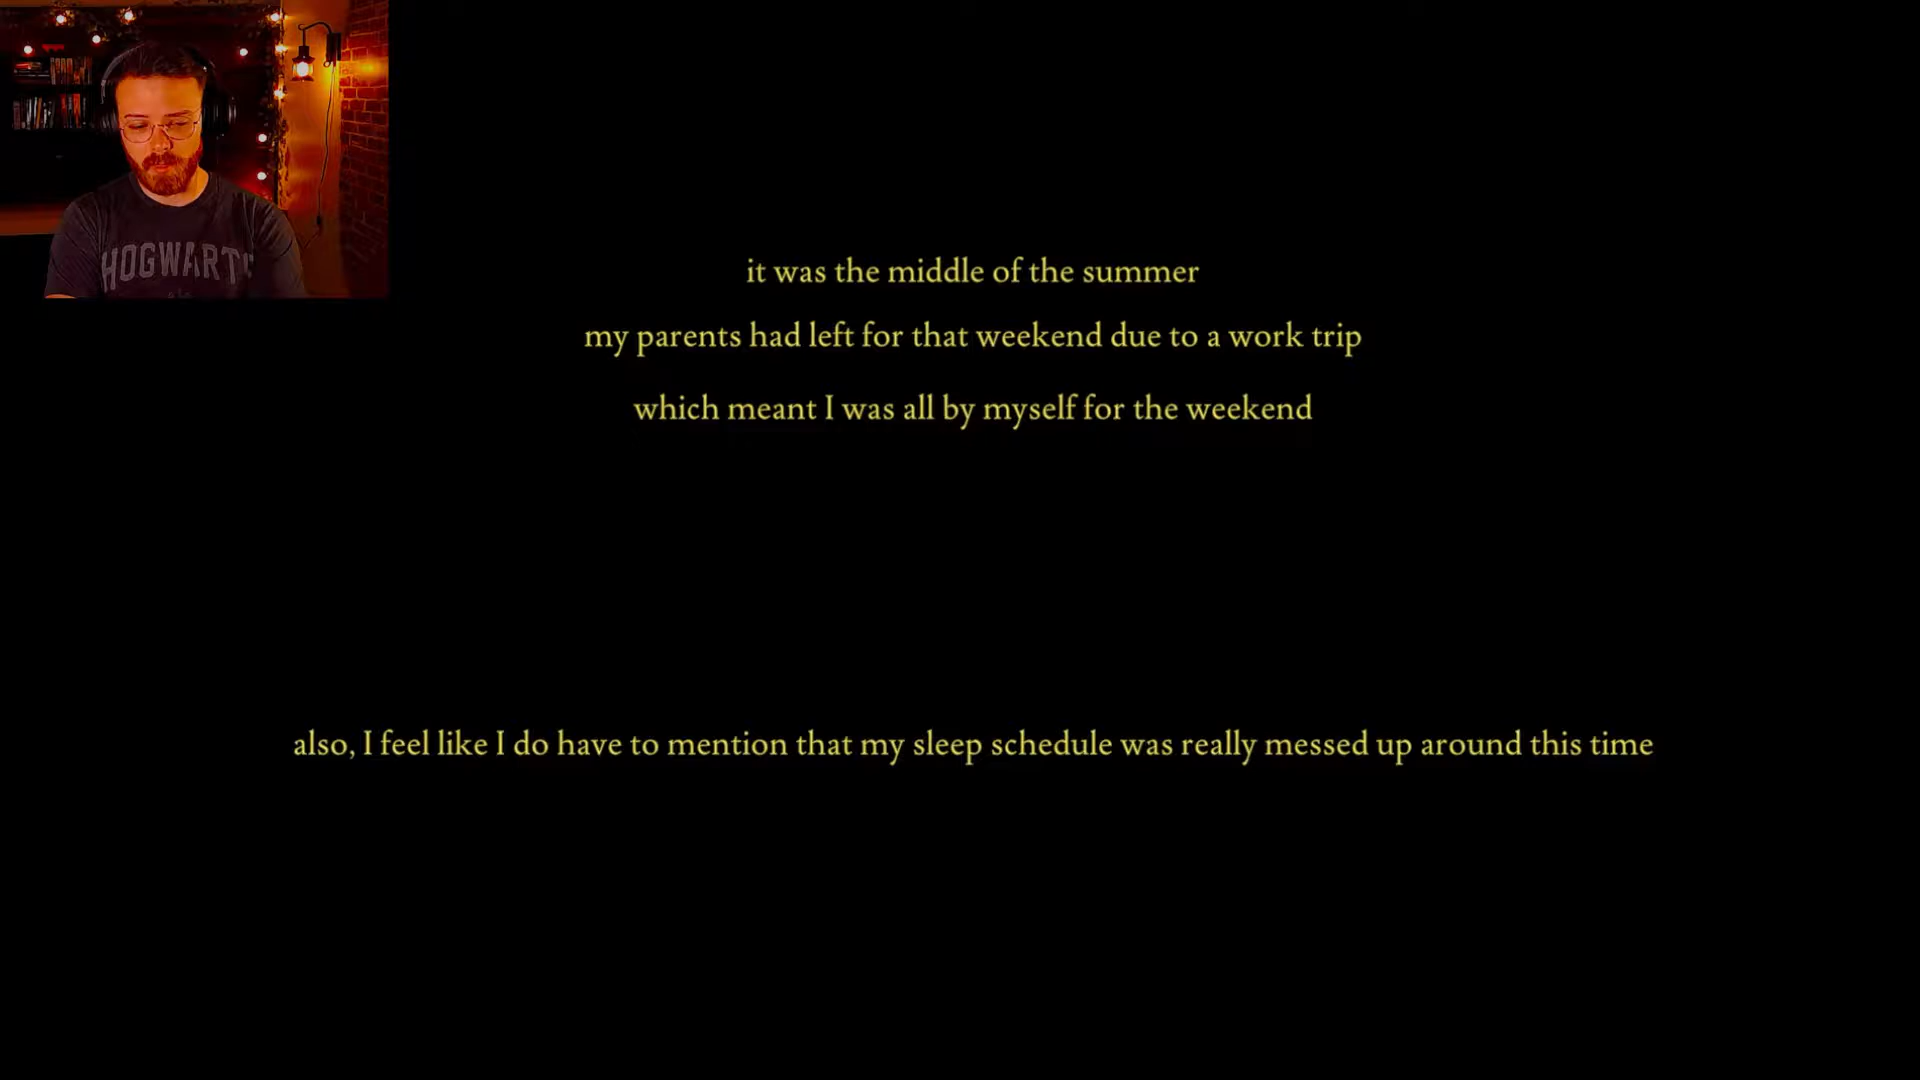 HOGWARTS
it was the middle of the summer
my parents had left for that weekend due to a work trip
which meant I was all by myself for the weekend
also, I feel like I do have to mention that my sleep schedule was really messed up around this time